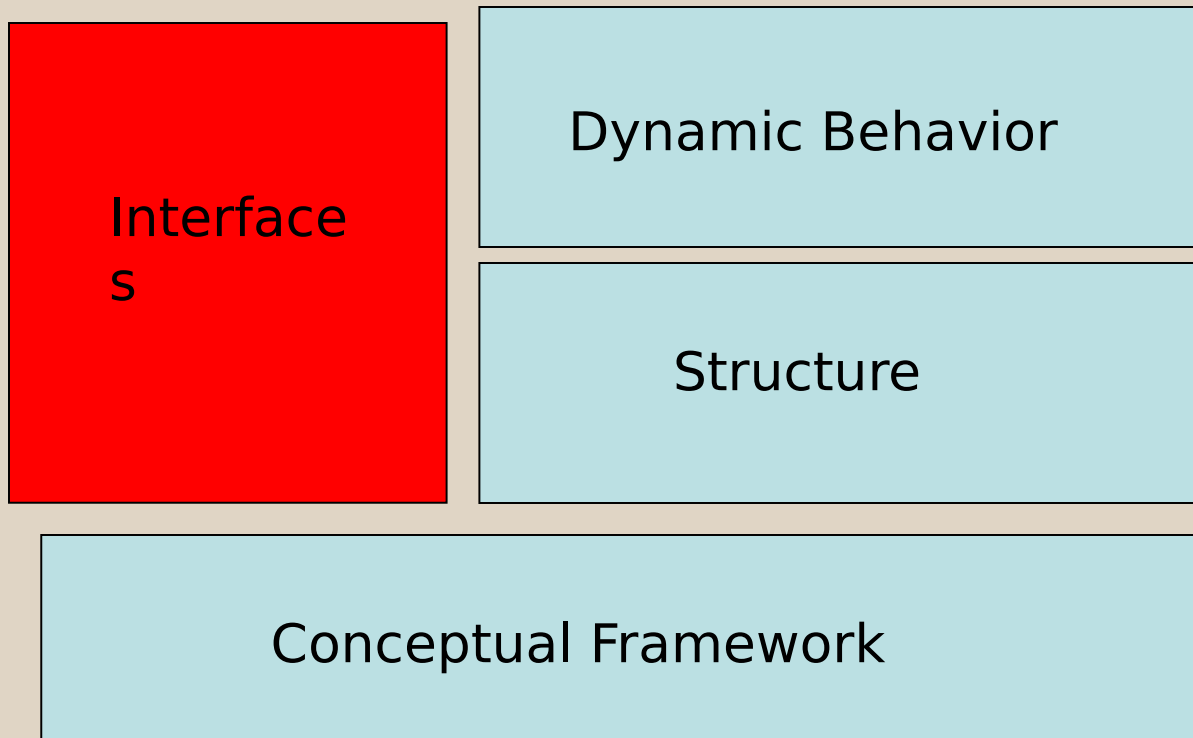 Interface
s
Dynamic Behavior
Structure
Conceptual Framework